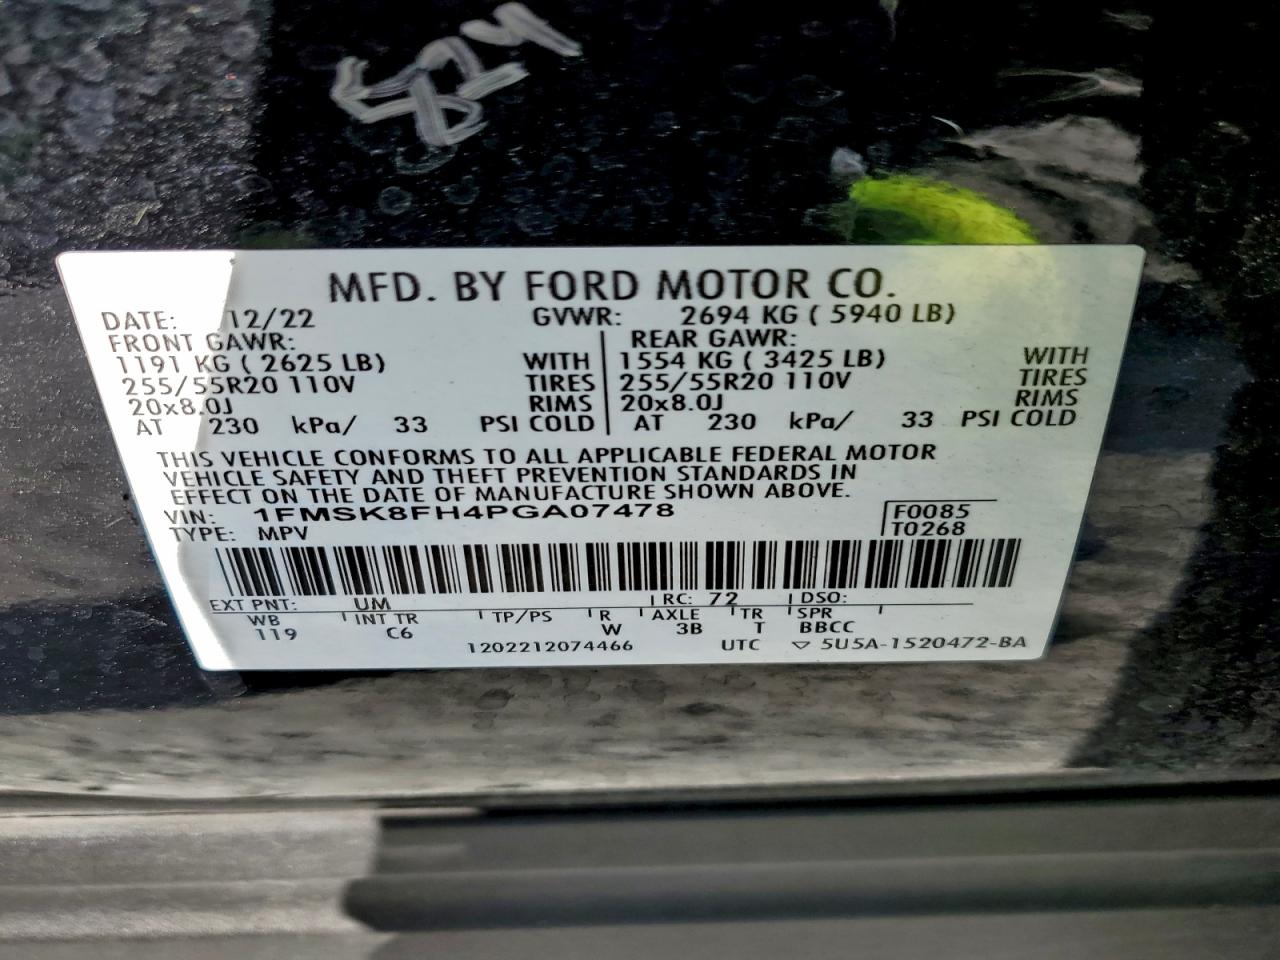 824
MFD. BY FORD MOTOR CO.
DATE: 12/22 GVWR: 2694 KG ( 5940 LB)
FRONT GAWR: REAR GAWR:
1191 KG ( 2625 LB) WITH 1554 KG ( 3425 LB) WITH
255/55R20 110V TIRES 255/55R20 110V TIRES
20x8.0J RIMS 20x8.0J RIMS
AT 230 kPa/ 33 PSI COLD AT 230 kPa/ 33 PSI COLD
THIS VEHICLE CONFORMS TO ALL APPLICABLE FEDERAL MOTOR
VEHICLE SAFETY AND THEFT PREVENTION STANDARDS IN
EFFECT ON THE DATE OF MANUFACTURE SHOWN ABOVE.
VIN: 1FMSK8FH4PGA07478 F0085
TYPE: MPV T0268
EXT PNT: UM RC: 72 DSO:
WB INT TR TP/PS R AXLE TR SPR
119 C6 W 3B T BBCC
1202212074466 UTC ▽ 5U5A-1520472-BA